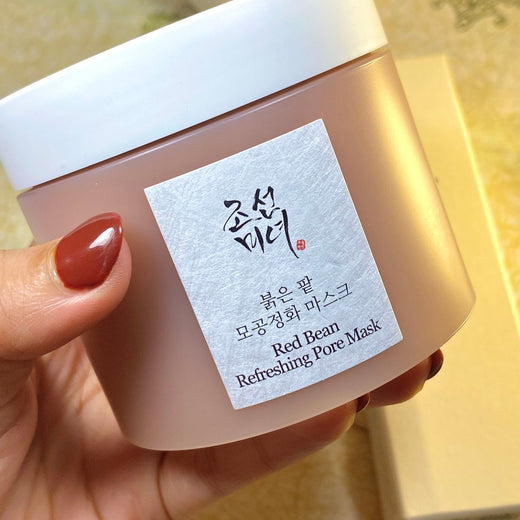 조선
미녀
붉은 팥
모공정화 마스크
Red Bean
Refreshing Pore Mask